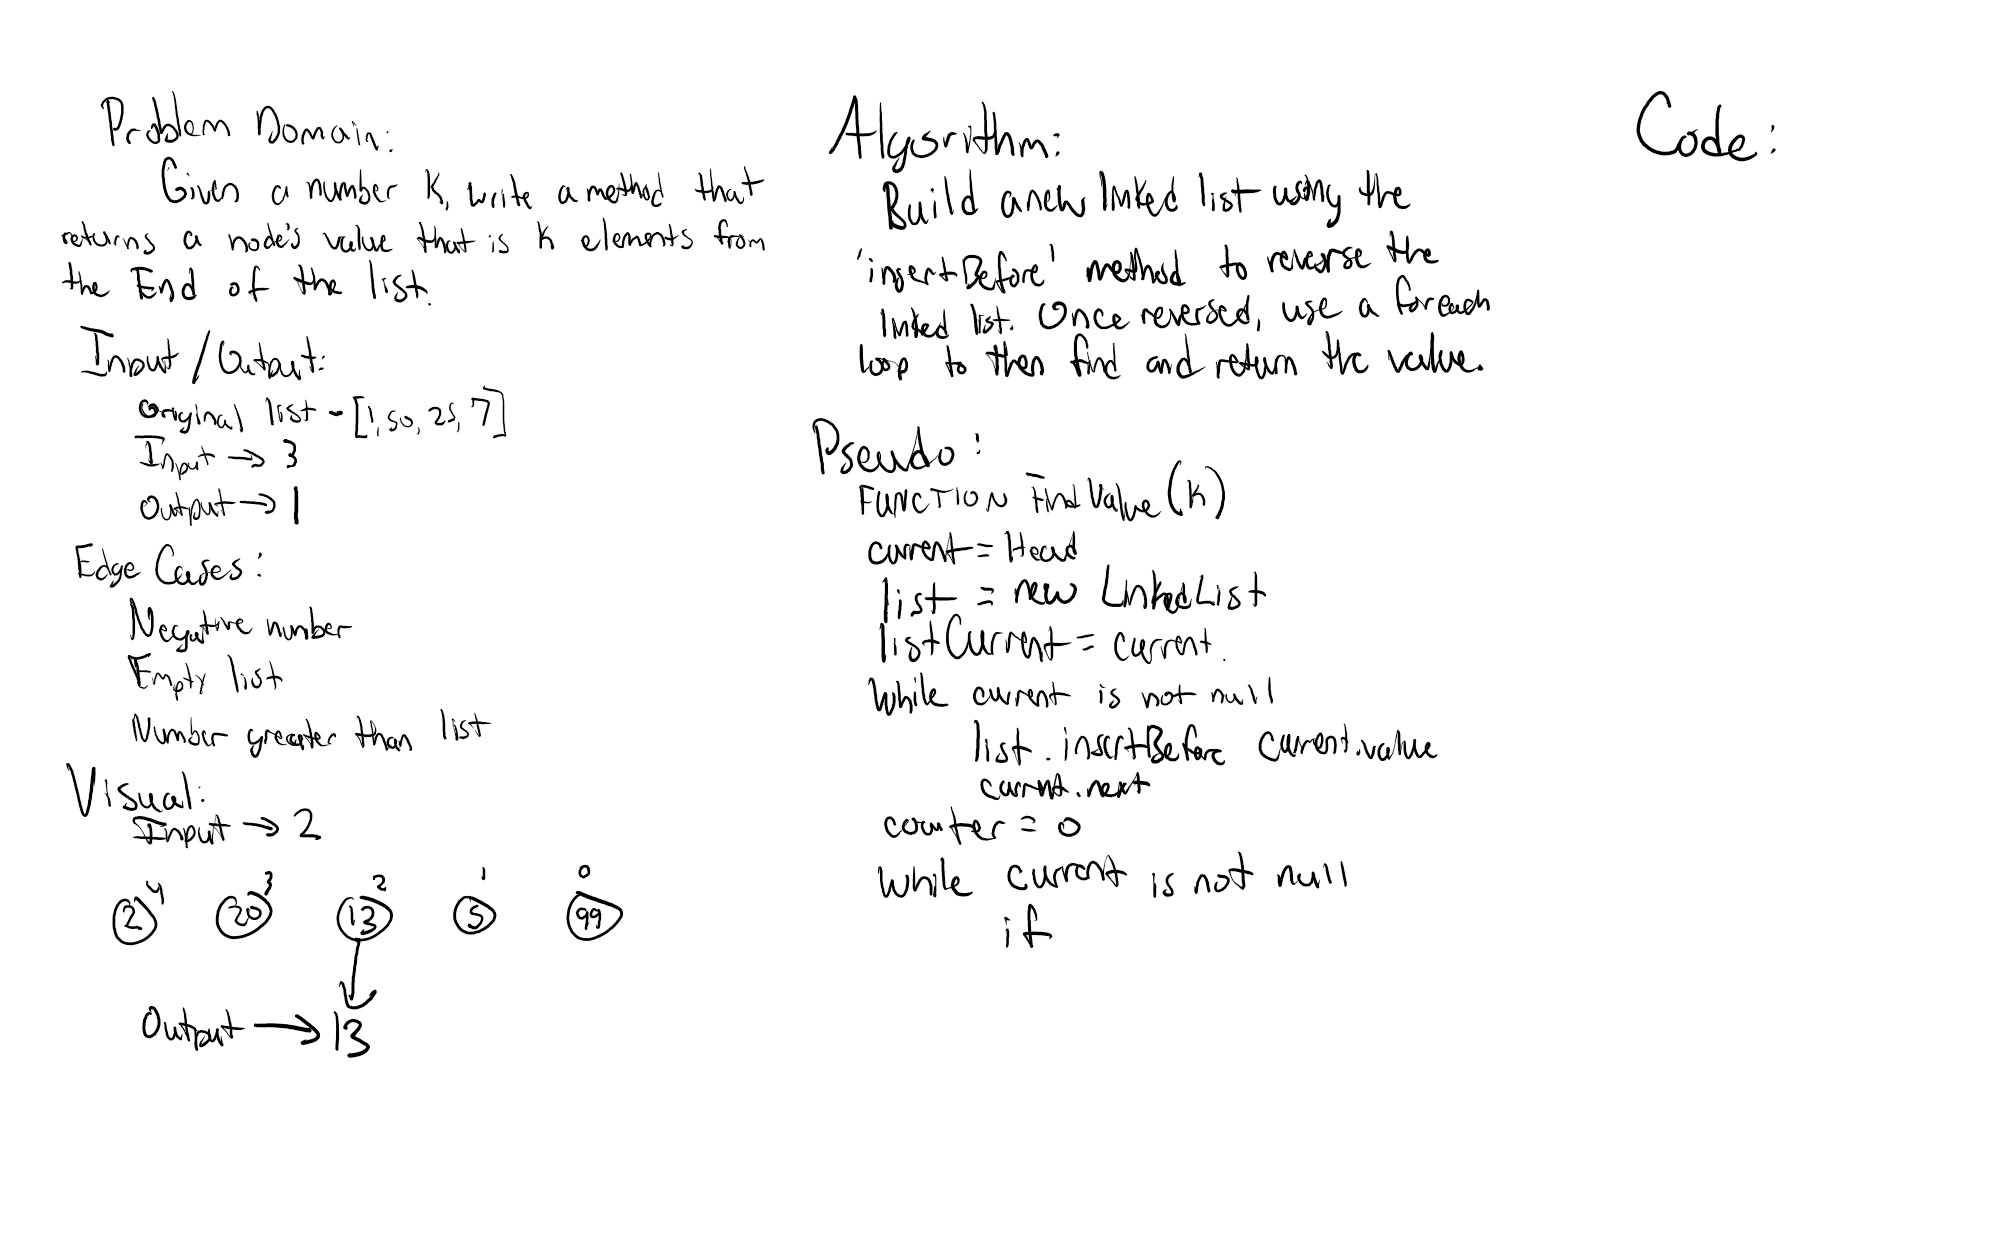 Problem Domain:
Given a number K, write a method that
returns a node's value that is K elements from
the End of the list.
Input / Output:
Original list - [1, 50, 25, 7]
Input → 3
Output → 1
Edge Cases:
Negative number
Empty list
Number greater than list
Visual:
Input → 2
4 3 2 1 0
2 20 13 5 99
Output → 13
Algorithm:
Build a new linked list using the
'insertBefore' method to reverse the
linked list. Once reversed, use a foreach
loop to then find and return the value.
Pseudo:
FUNCTION FindValue(K)
current = Head
list = new LinkedList
listCurrent = current.
While current is not null
list.insertBefore current.value
current.next
counter = 0
While current is not null
if
Code: